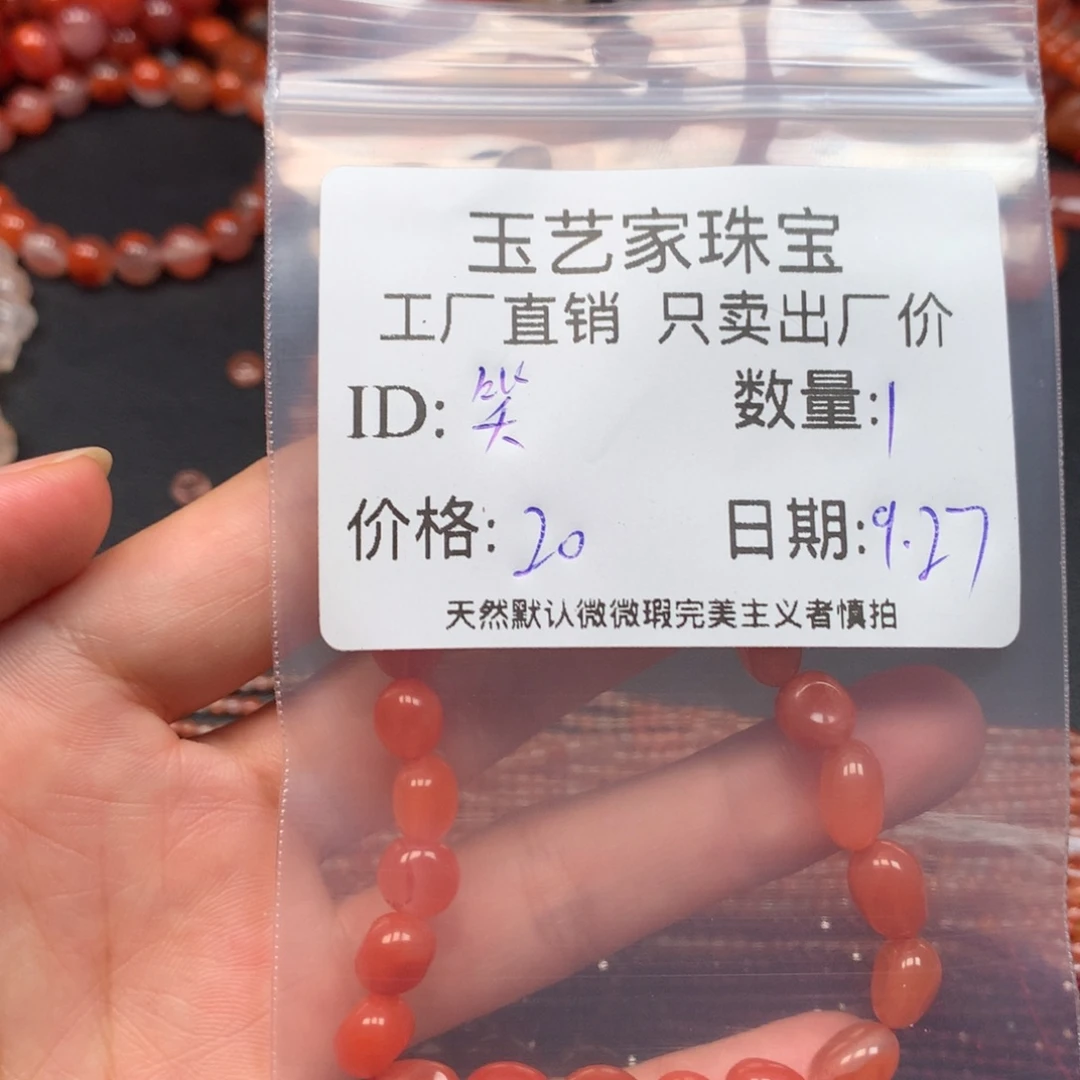 玉艺家珠宝
工厂直销 只卖出厂价
ID: 笑 数量: 1
价格: 20 日期: 9.27
天然默认微微瑕完美主义者慎拍